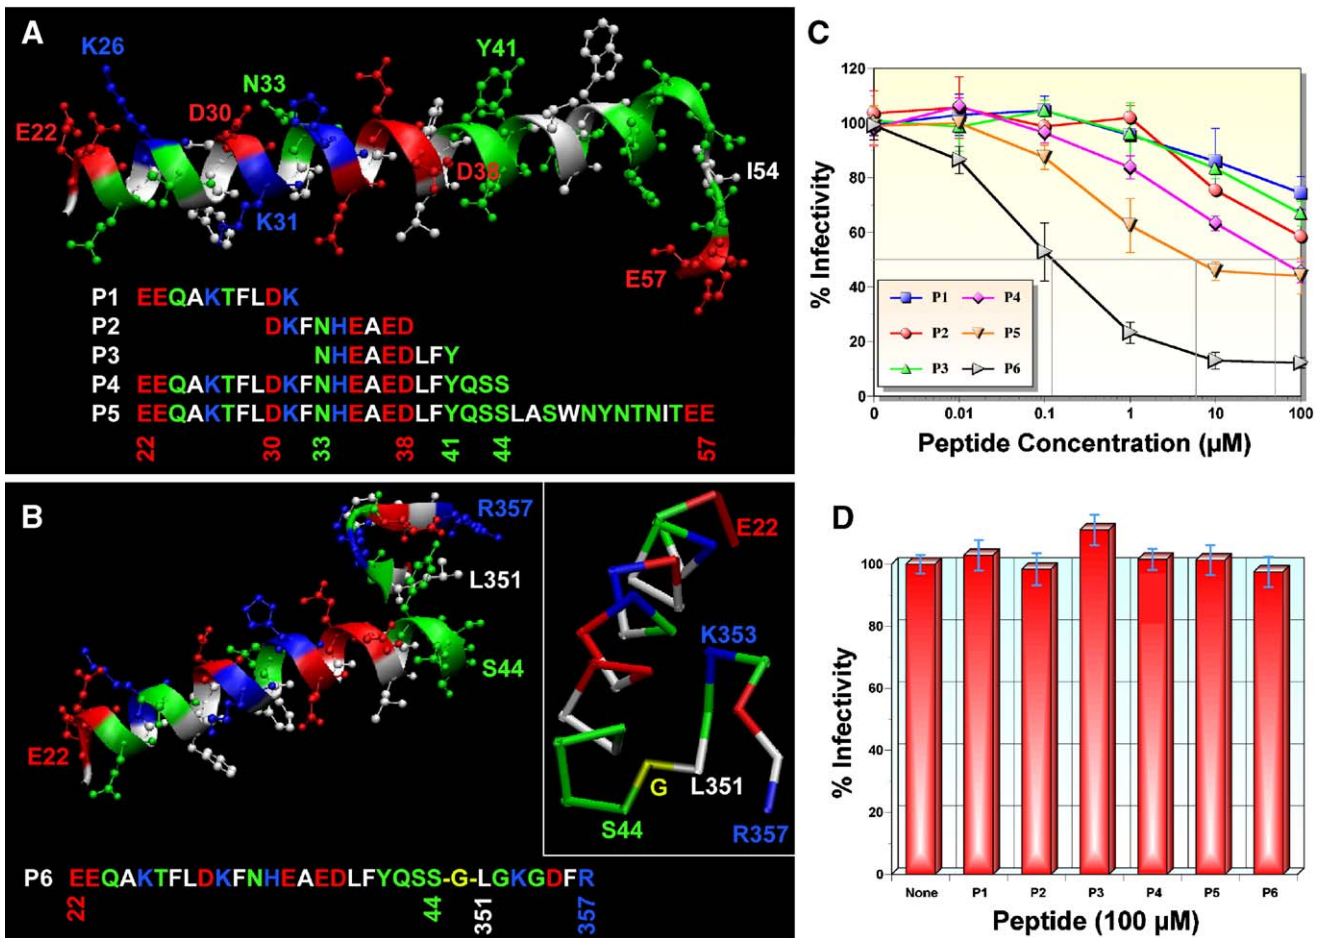 A
K26
Y41
N33
D30
E22
D38
I54
K31
E57
P1 EEQAKTFLDK
P2 DKFNHEAED
P3 NHEAEDLFY
P4 EEQAKTFLDKFNHEAEDLFYQSS
P5 EEQAKTFLDKFNHEAEDLFYQSSLASWNYNTNITEE
22 30 33 38 41 44 57
B
R357
L351
S44
E22
E22
K353
G
L351
S44
R357
P6 EEQAKTFLDKFNHEAEDLFYQSS-G-LGKGDFR
22 44 351 357
C
% Infectivity
120
100
80
60
40
20
0
P1 P4
P2 P5
P3 P6
0 0.01 0.1 1 10 100
Peptide Concentration (µM)
D
% Infectivity
100
80
60
40
20
0
None P1 P2 P3 P4 P5 P6
Peptide (100 µM)